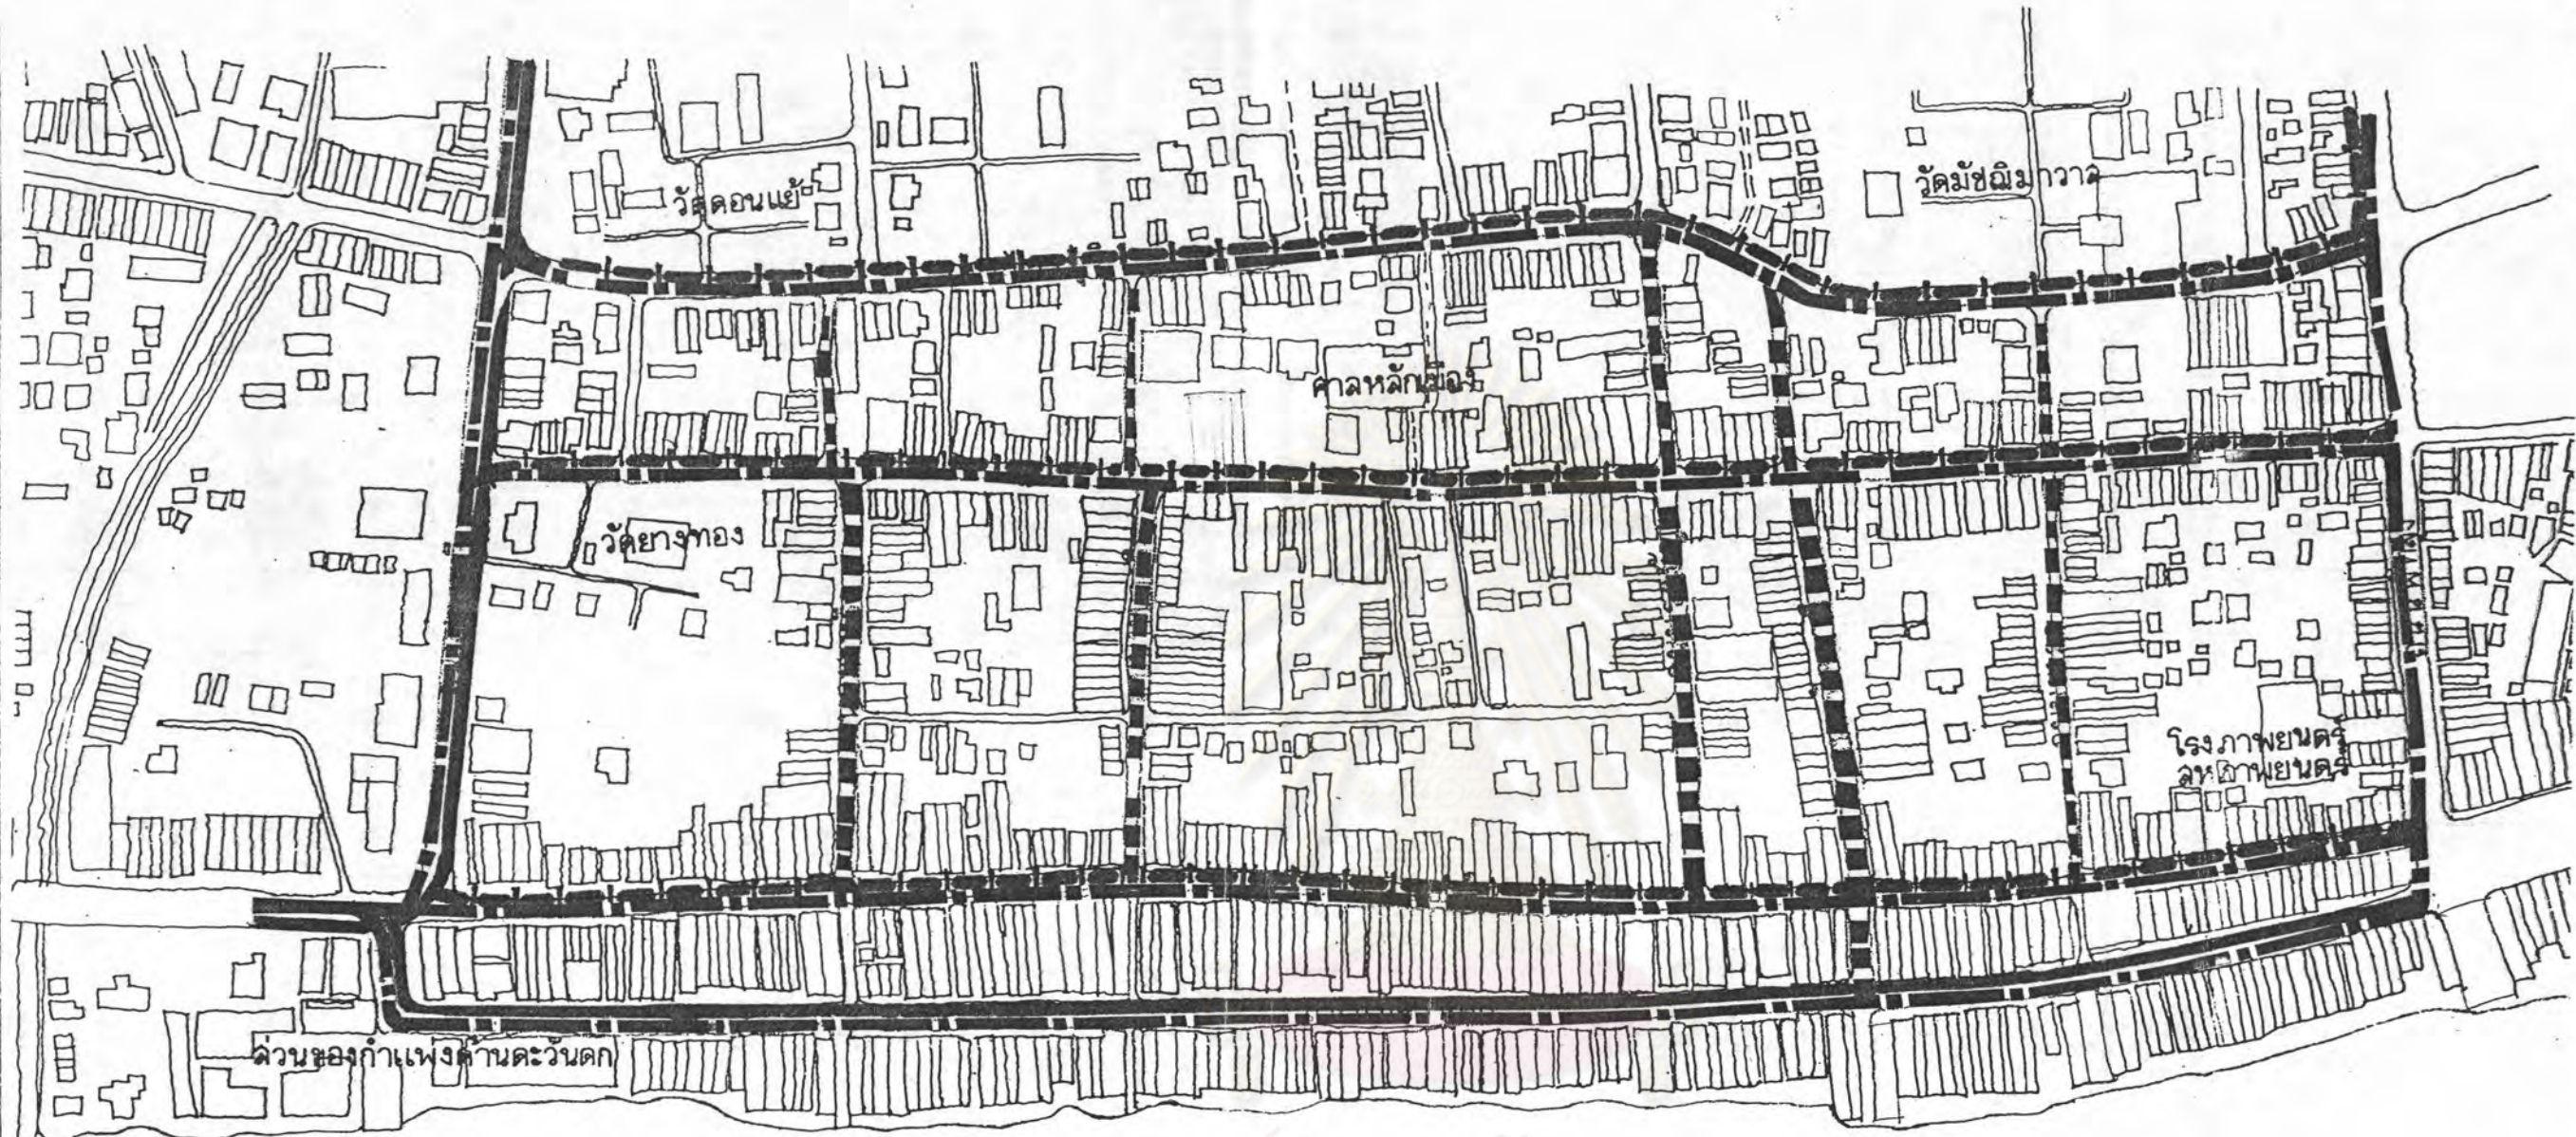 วัดดอนแย้
วัดมัชฌิมาวาส
ศาลหลักเมือง
วัดยางทอง
โรงภาพยนตร์
สหภาพยนตร์
ส่วนของกำแพงด้านตะวันตก